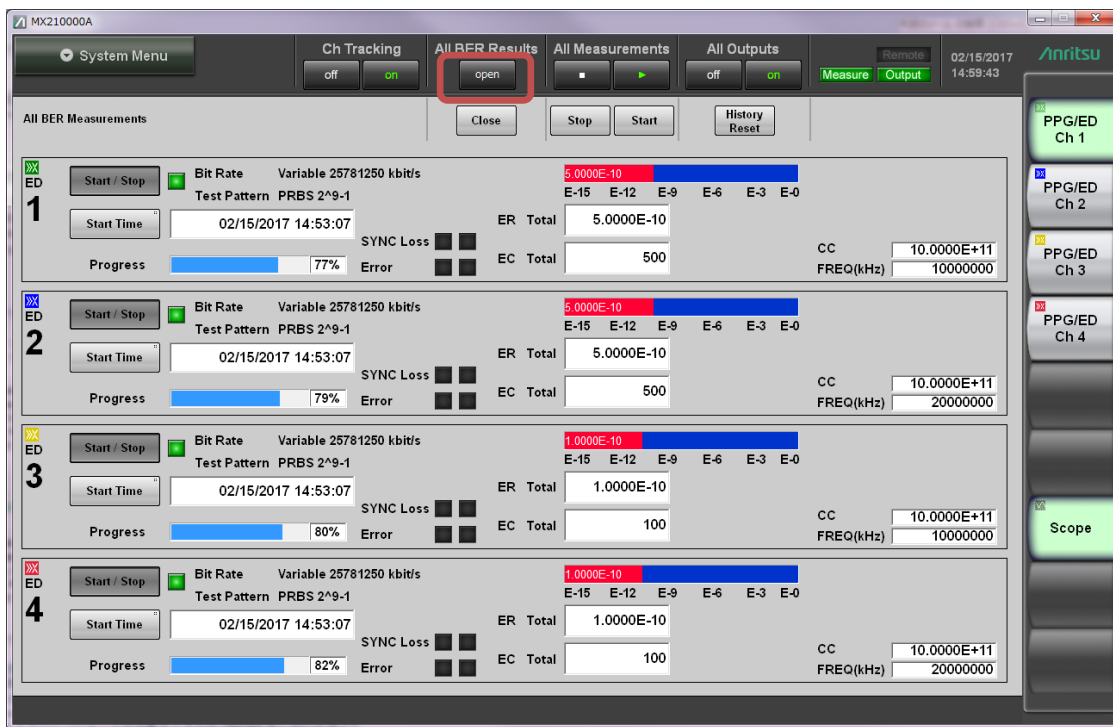 MX210000A
System Menu
Ch Tracking
off on
All BER Results
open
All Measurements
All Outputs
off on
Remote
Measure Output
02/15/2017
14:59:43
Anritsu
All BER Measurements
Close
Stop Start
History
Reset
ED
1
Start / Stop
Bit Rate Variable 25781250 kbit/s
Test Pattern PRBS 2^9-1
Start Time 02/15/2017 14:53:07
SYNC Loss
Progress 77% Error
5.0000E-10
E-15 E-12 E-9 E-6 E-3 E-0
ER Total 5.0000E-10
EC Total 500
CC 10.0000E+11
FREQ(kHz) 10000000
ED
2
Start / Stop
Bit Rate Variable 25781250 kbit/s
Test Pattern PRBS 2^9-1
Start Time 02/15/2017 14:53:07
SYNC Loss
Progress 79% Error
5.0000E-10
E-15 E-12 E-9 E-6 E-3 E-0
ER Total 5.0000E-10
EC Total 500
CC 10.0000E+11
FREQ(kHz) 20000000
ED
3
Start / Stop
Bit Rate Variable 25781250 kbit/s
Test Pattern PRBS 2^9-1
Start Time 02/15/2017 14:53:07
SYNC Loss
Progress 80% Error
1.0000E-10
E-15 E-12 E-9 E-6 E-3 E-0
ER Total 1.0000E-10
EC Total 100
CC 10.0000E+11
FREQ(kHz) 10000000
ED
4
Start / Stop
Bit Rate Variable 25781250 kbit/s
Test Pattern PRBS 2^9-1
Start Time 02/15/2017 14:53:07
SYNC Loss
Progress 82% Error
1.0000E-10
E-15 E-12 E-9 E-6 E-3 E-0
ER Total 1.0000E-10
EC Total 100
CC 10.0000E+11
FREQ(kHz) 20000000
PPG/ED
Ch 1
PPG/ED
Ch 2
PPG/ED
Ch 3
PPG/ED
Ch 4
Scope